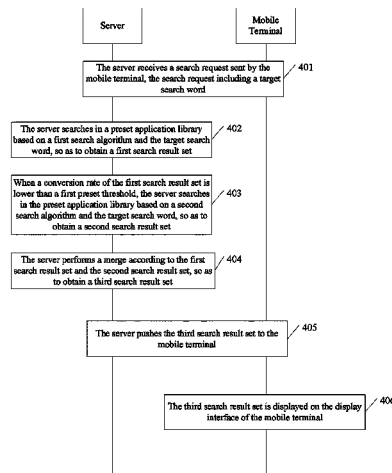 Server
Mobile
Terminal
The server receives a search request sent by the
mobile terminal, the search request including a target
search word
401
The server searches in a preset application library
based on a first search algorithm and the target search
word, so as to obtain a first search result set
402
When a conversion rate of the first search result set is
lower than a first preset threshold, the server searches
in the preset application library based on a second
search algorithm and the target search word, so as to
obtain a second search result set
403
The server performs a merge according to the first
search result set and the second search result set, so as
to obtain a third search result set
404
The server pushes the third search result set to the
mobile terminal
405
The third search result set is displayed on the display
interface of the mobile terminal
406